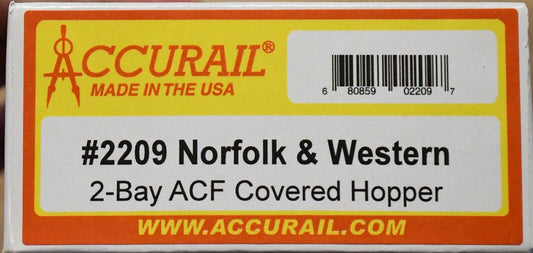 ACCURAIL®
MADE IN THE USA
6 80859 02209 7
#2209 Norfolk & Western
2-Bay ACF Covered Hopper
WWW.ACCURAIL.COM